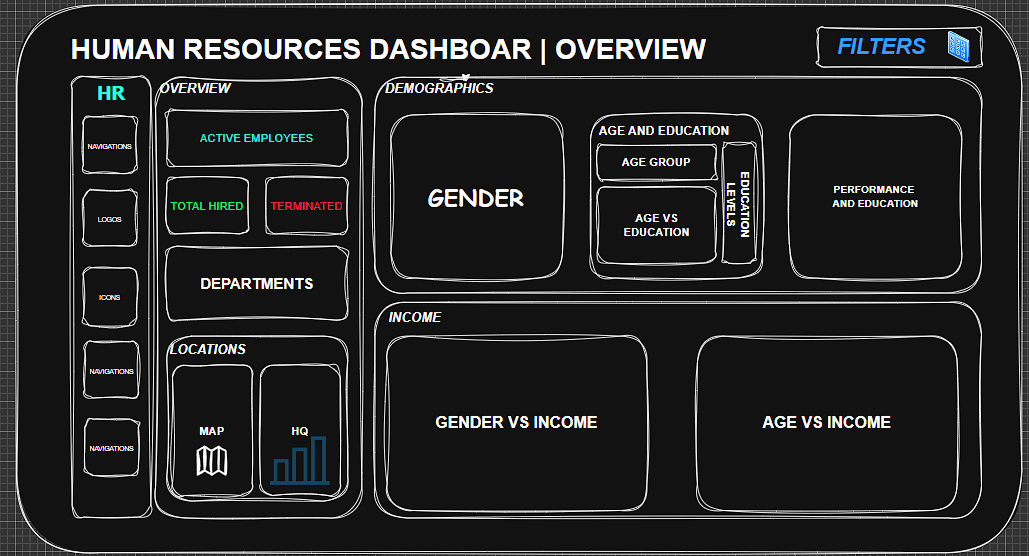 HUMAN RESOURCES DASHBOAR | OVERVIEW
FILTERS
HR
NAVIGATIONS
LOGOS
ICONS
NAVIGATIONS
NAVIGATIONS
OVERVIEW
ACTIVE EMPLOYEES
TOTAL HIRED
TERMINATED
DEPARTMENTS
LOCATIONS
MAP
HQ
DEMOGRAPHICS
GENDER
AGE AND EDUCATION
AGE GROUP
AGE VS
EDUCATION
EDUCATION
LEVELS
PERFORMANCE
AND EDUCATION
INCOME
GENDER VS INCOME
AGE VS INCOME